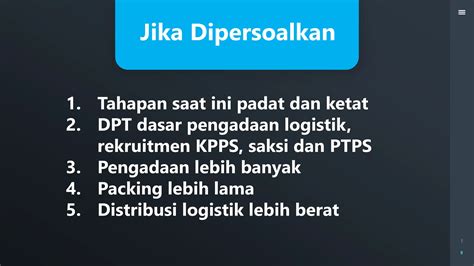 Jika Dipersoalkan
1. Tahapan saat ini padat dan ketat
2. DPT dasar pengadaan logistik,
rekruitmen KPPS, saksi dan PTPS
3. Pengadaan lebih banyak
4. Packing lebih lama
5. Distribusi logistik lebih berat